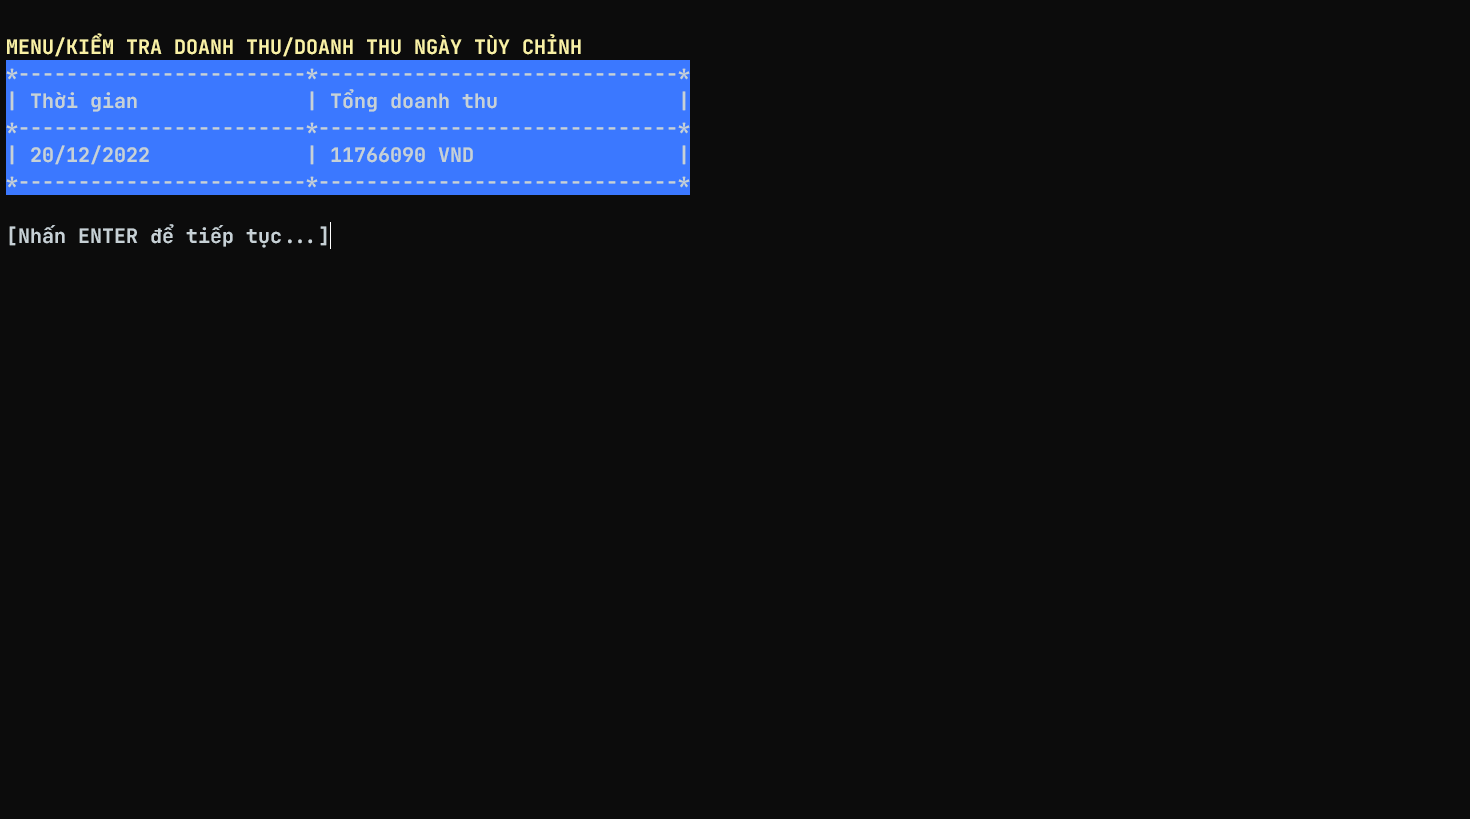 MENU/KIỂM TRA DOANH THU/DOANH THU NGÀY TÙY CHỈNH
*------------------------*------------------------------*
| Thời gian              | Tổng doanh thu               |
*------------------------*------------------------------*
| 20/12/2022             | 11766090 VND                 |
*------------------------*------------------------------*
[Nhấn ENTER để tiếp tục...]